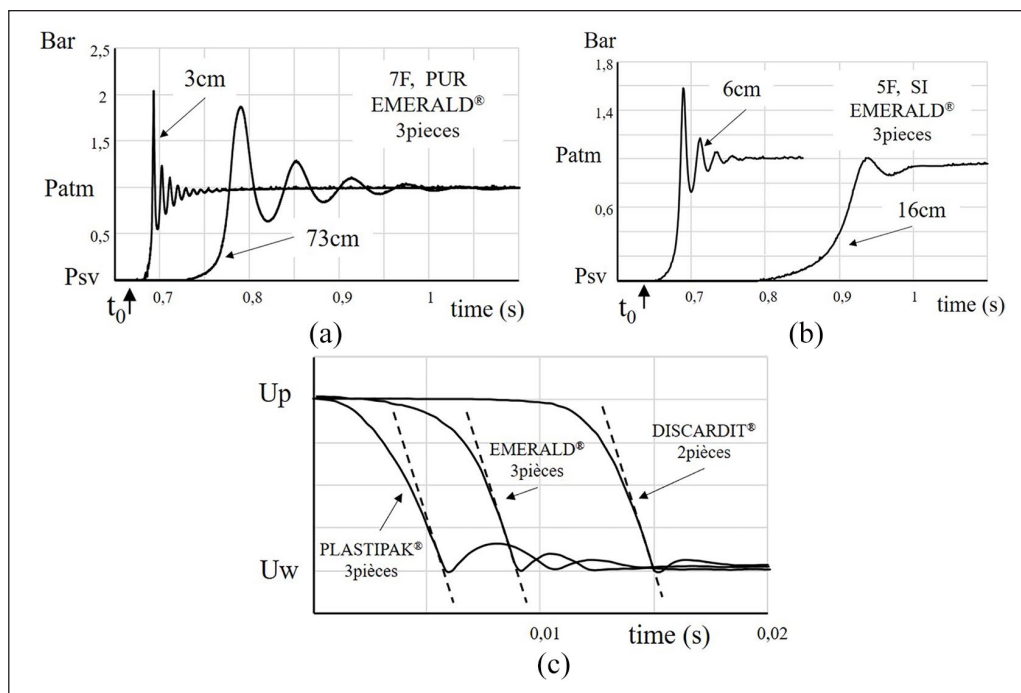 Bar
2,5
2
1,5
Patm
0,5
Psv
t0
0,7
0,8
0,9
1
time (s)
3cm
7F, PUR
EMERALD®
3pieces
73cm
(a)
Bar
1,8
1,4
Patm
0,6
Psv
t0
0,7
0,8
0,9
1
time (s)
6cm
5F, SI
EMERALD®
3pieces
16cm
(b)
Up
Uw
EMERALD®
3pièces
DISCARDIT®
2pièces
PLASTIPAK®
3pièces
0,01
time (s)
0,02
(c)